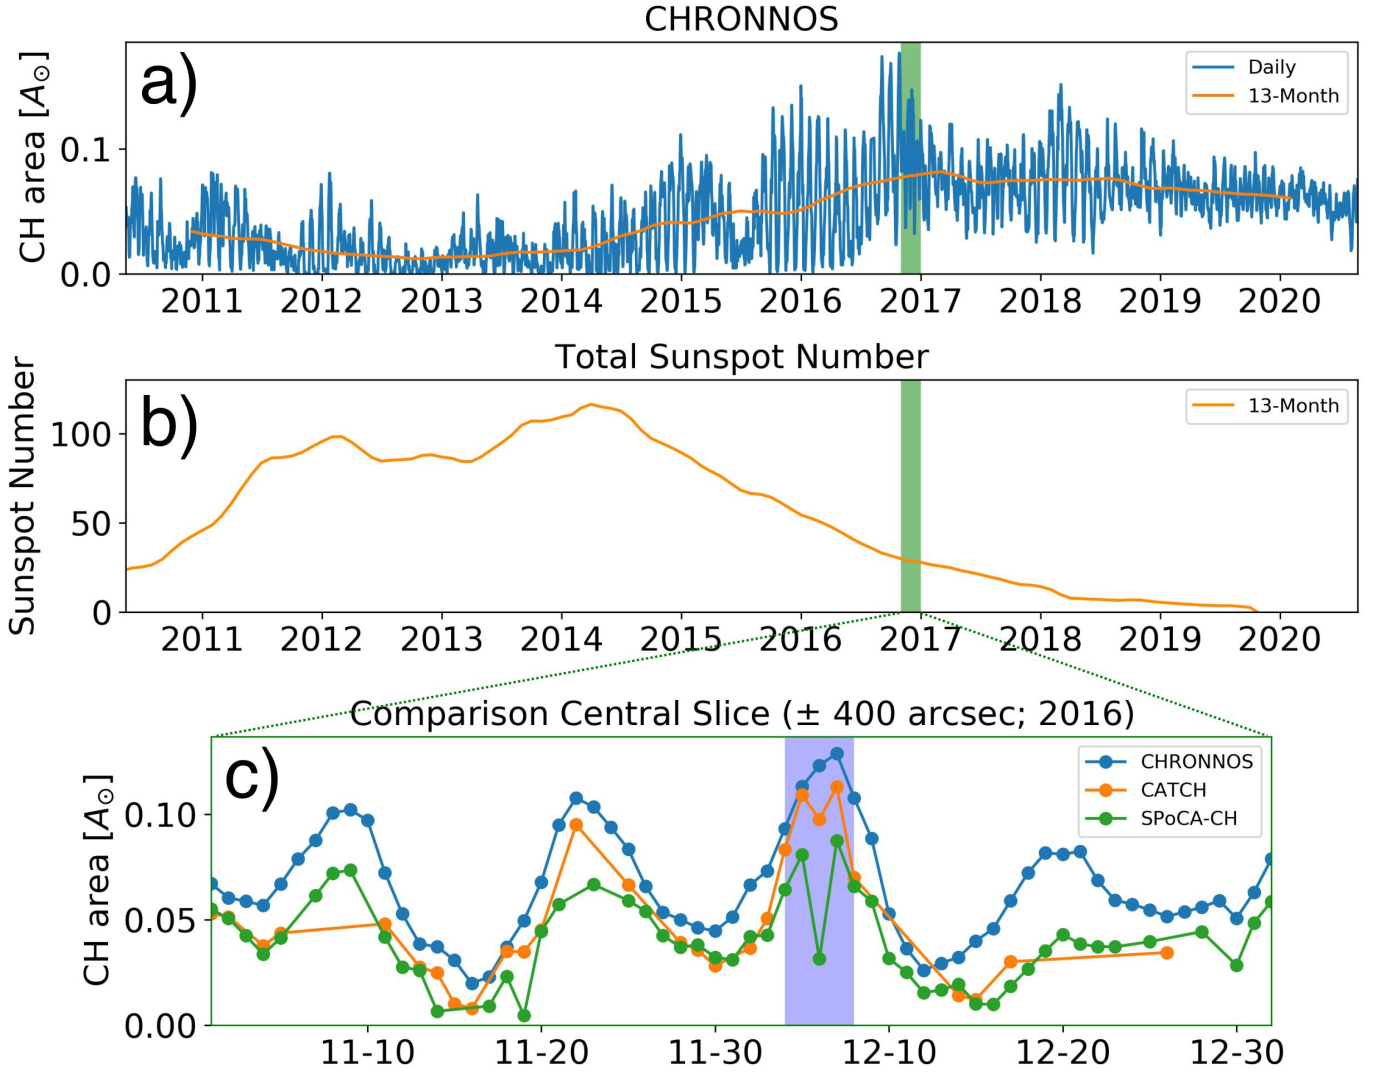 CHRONNOS
a)
CH area [A⊙]
0.1
0.0
Daily
13-Month
2011 2012 2013 2014 2015 2016 2017 2018 2019 2020
Total Sunspot Number
b)
Sunspot Number
100
50
0
13-Month
2011 2012 2013 2014 2015 2016 2017 2018 2019 2020
Comparison Central Slice (± 400 arcsec; 2016)
c)
CH area [A⊙]
0.10
0.05
0.00
CHRONNOS
CATCH
SPoCA-CH
11-10 11-20 11-30 12-10 12-20 12-30